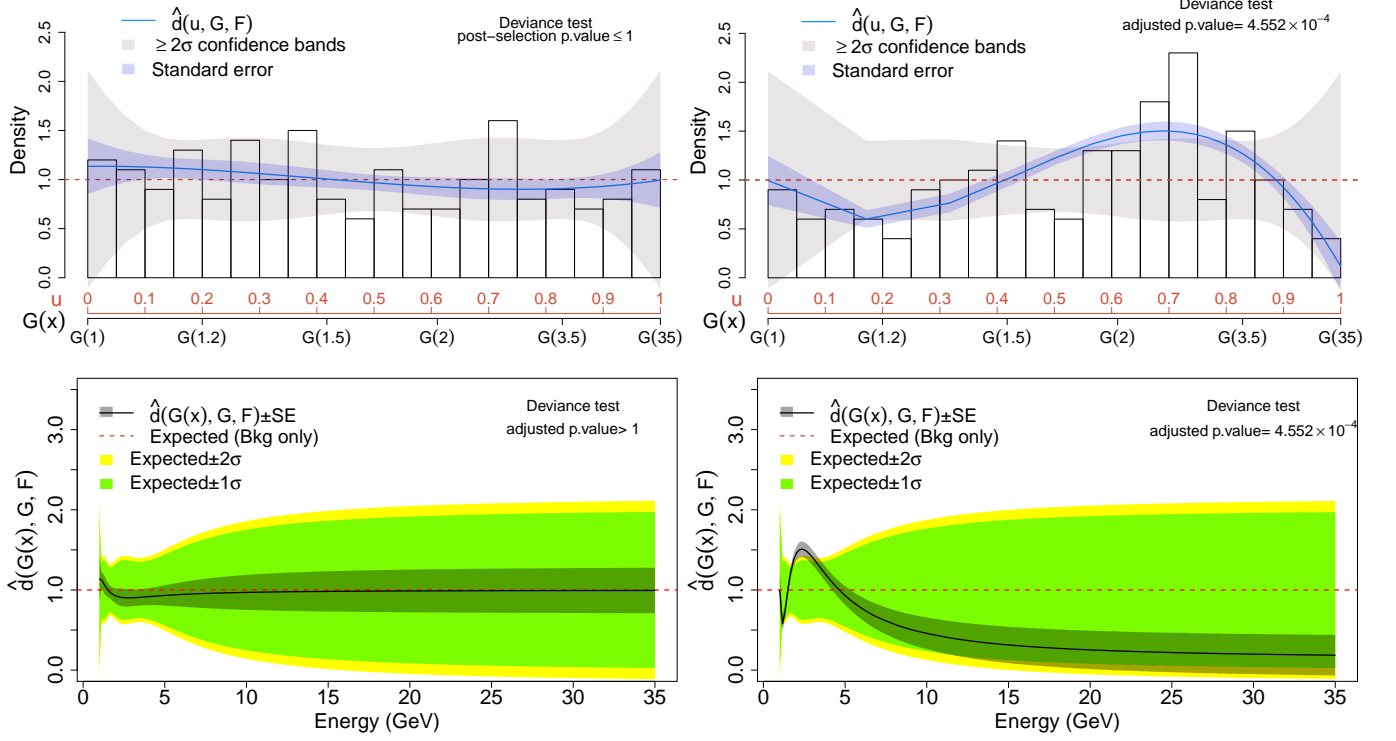 d̂(u, G, F)
≥ 2σ confidence bands
Standard error
Deviance test
post−selection p.value ≤ 1
Density
0.0 0.5 1.0 1.5 2.0 2.5
u
0 0.1 0.2 0.3 0.4 0.5 0.6 0.7 0.8 0.9 1
G(x)
G(1) G(1.2) G(1.5) G(2) G(3.5) G(35)
d̂(u, G, F)
≥ 2σ confidence bands
Standard error
Deviance test
adjusted p.value= 4.552×10⁻⁴
Density
0.0 0.5 1.0 1.5 2.0 2.5
u
0 0.1 0.2 0.3 0.4 0.5 0.6 0.7 0.8 0.9 1
G(x)
G(1) G(1.2) G(1.5) G(2) G(3.5) G(35)
d̂(G(x), G, F)±SE
Expected (Bkg only)
Expected±2σ
Expected±1σ
Deviance test
adjusted p.value> 1
d̂(G(x), G, F)
0.0 1.0 2.0 3.0
0 5 10 15 20 25 30 35
Energy (GeV)
d̂(G(x), G, F)±SE
Expected (Bkg only)
Expected±2σ
Expected±1σ
Deviance test
adjusted p.value= 4.552×10⁻⁴
d̂(G(x), G, F)
0.0 1.0 2.0 3.0
0 5 10 15 20 25 30 35
Energy (GeV)